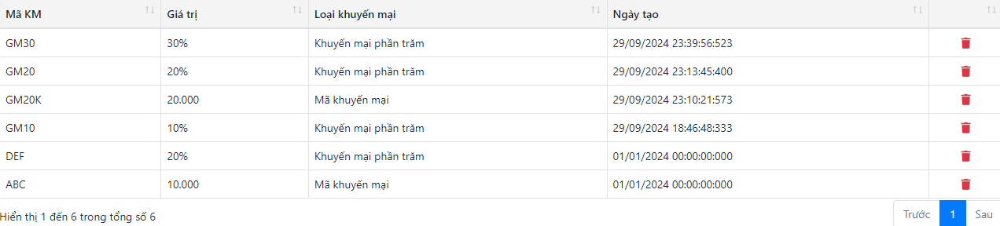 Mã KM Giá trị Loại khuyến mại Ngày tạo
GM30 30% Khuyến mại phần trăm 29/09/2024 23:39:56:523
GM20 20% Khuyến mại phần trăm 29/09/2024 23:13:45:400
GM20K 20.000 Mã khuyến mại 29/09/2024 23:10:21:573
GM10 10% Khuyến mại phần trăm 29/09/2024 18:46:48:333
DEF 20% Khuyến mại phần trăm 01/01/2024 00:00:00:000
ABC 10.000 Mã khuyến mại 01/01/2024 00:00:00:000
Hiển thị 1 đến 6 trong tổng số 6 Trước 1 Sau